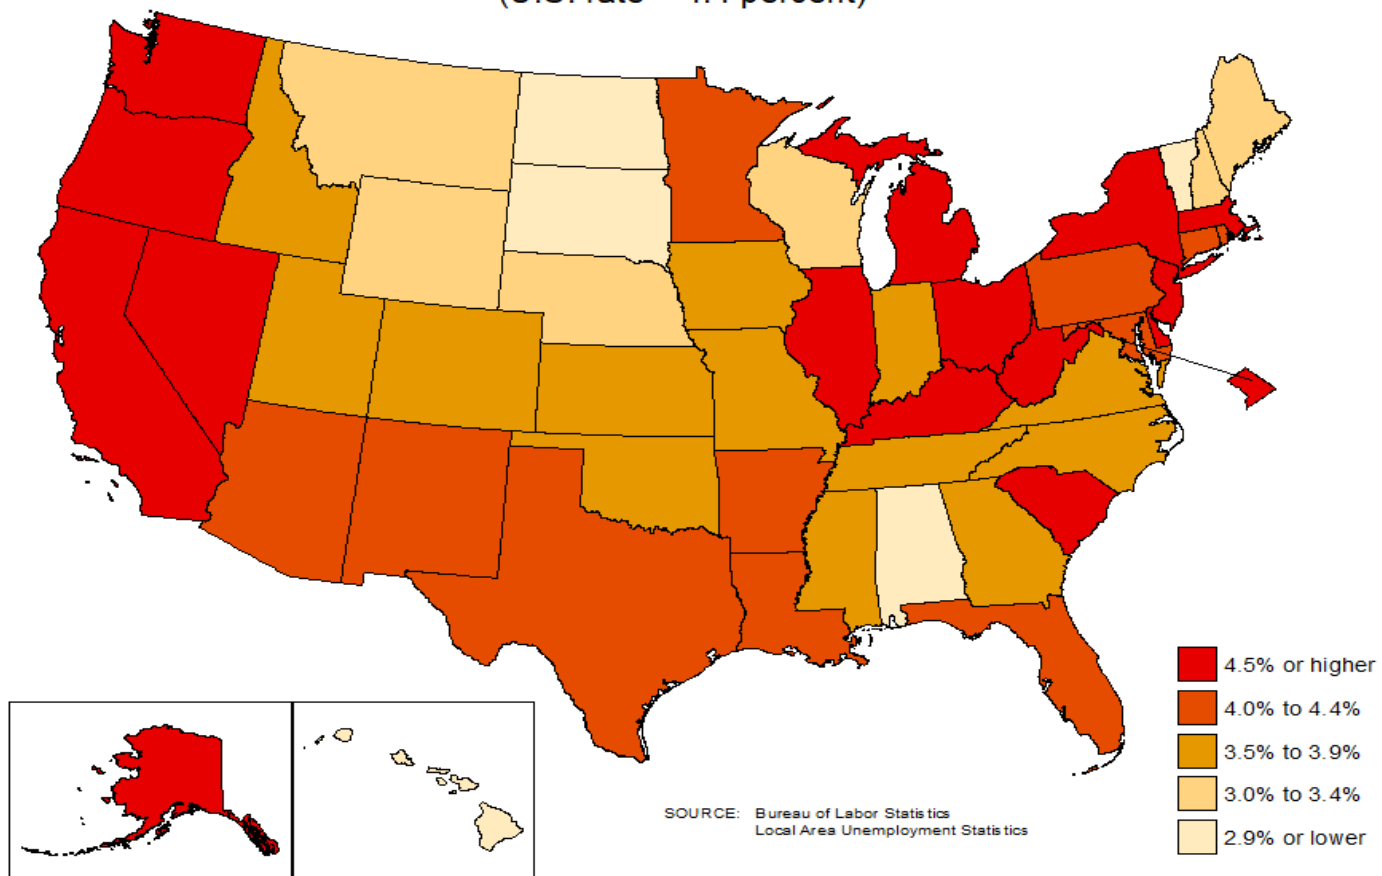 4.5% or higher
4.0% to 4.4%
3.5% to 3.9%
3.0% to 3.4%
2.9% or lower
SOURCE: Bureau of Labor Statistics
Local Area Unemployment Statistics